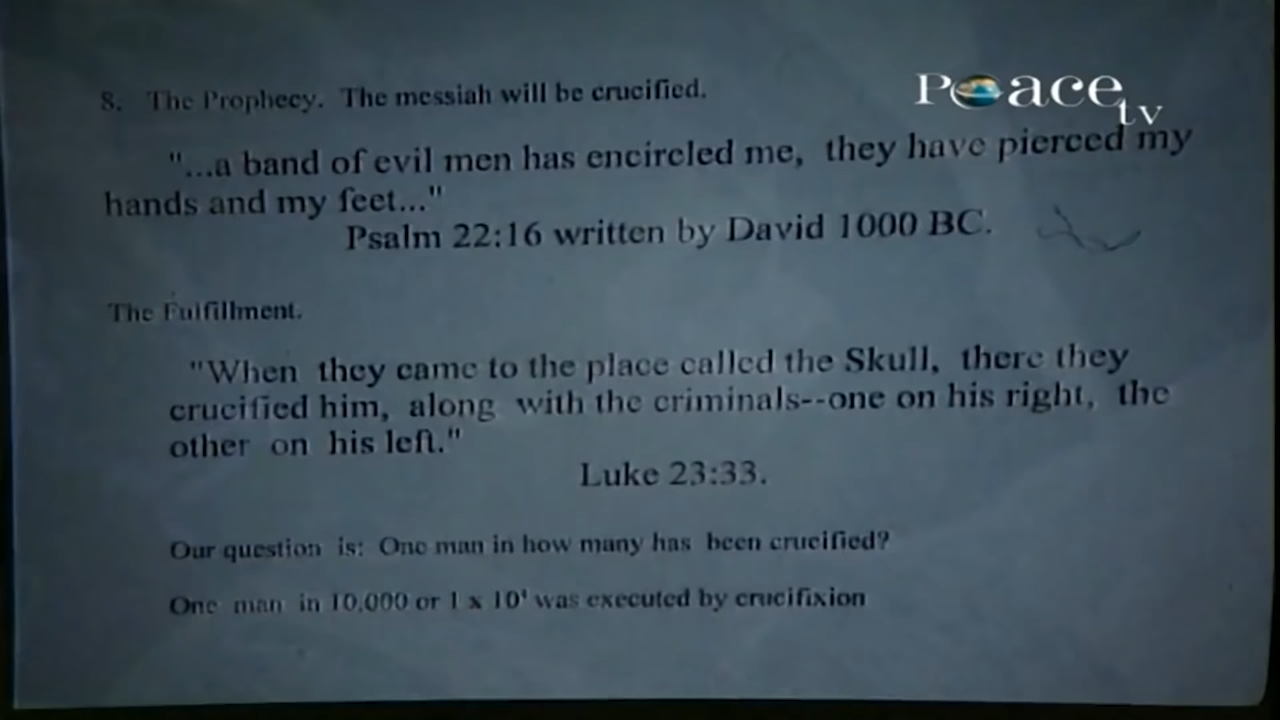 Peace tv
8. The Prophecy. The messiah will be crucified.
"...a band of evil men has encircled me, they have pierced my
hands and my feet..."
Psalm 22:16 written by David 1000 BC.
The Fulfillment.
"When they came to the place called the Skull, there they
crucified him, along with the criminals--one on his right, the
other on his left."
Luke 23:33.
Our question is: One man in how many has been crucified?
One man in 10,000 or 1 x 10⁴ was executed by crucifixion